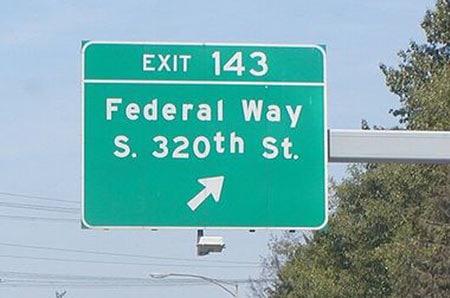 EXIT 143
Federal Way
S. 320th St.